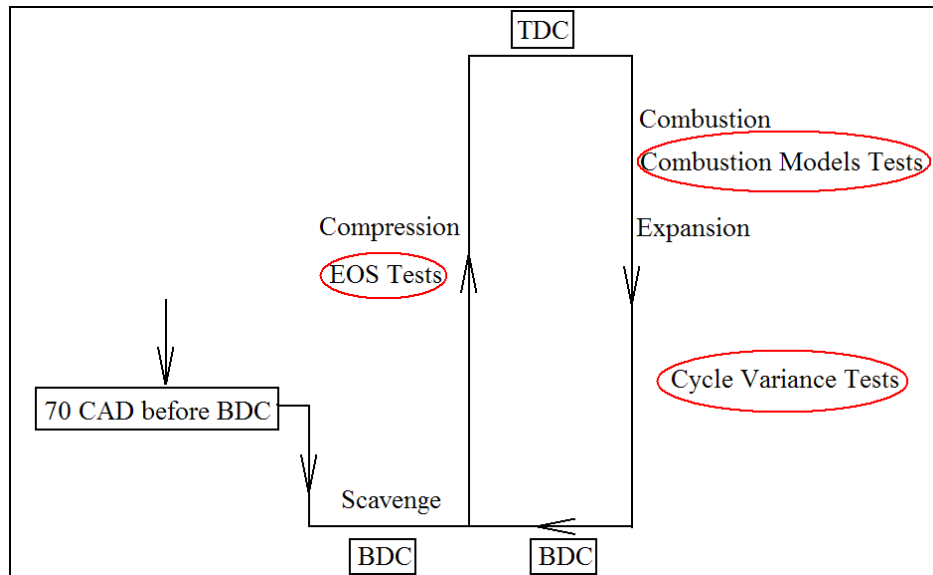 TDC
Combustion
Combustion Models Tests
Compression
Expansion
EOS Tests
Cycle Variance Tests
70 CAD before BDC
Scavenge
BDC
BDC